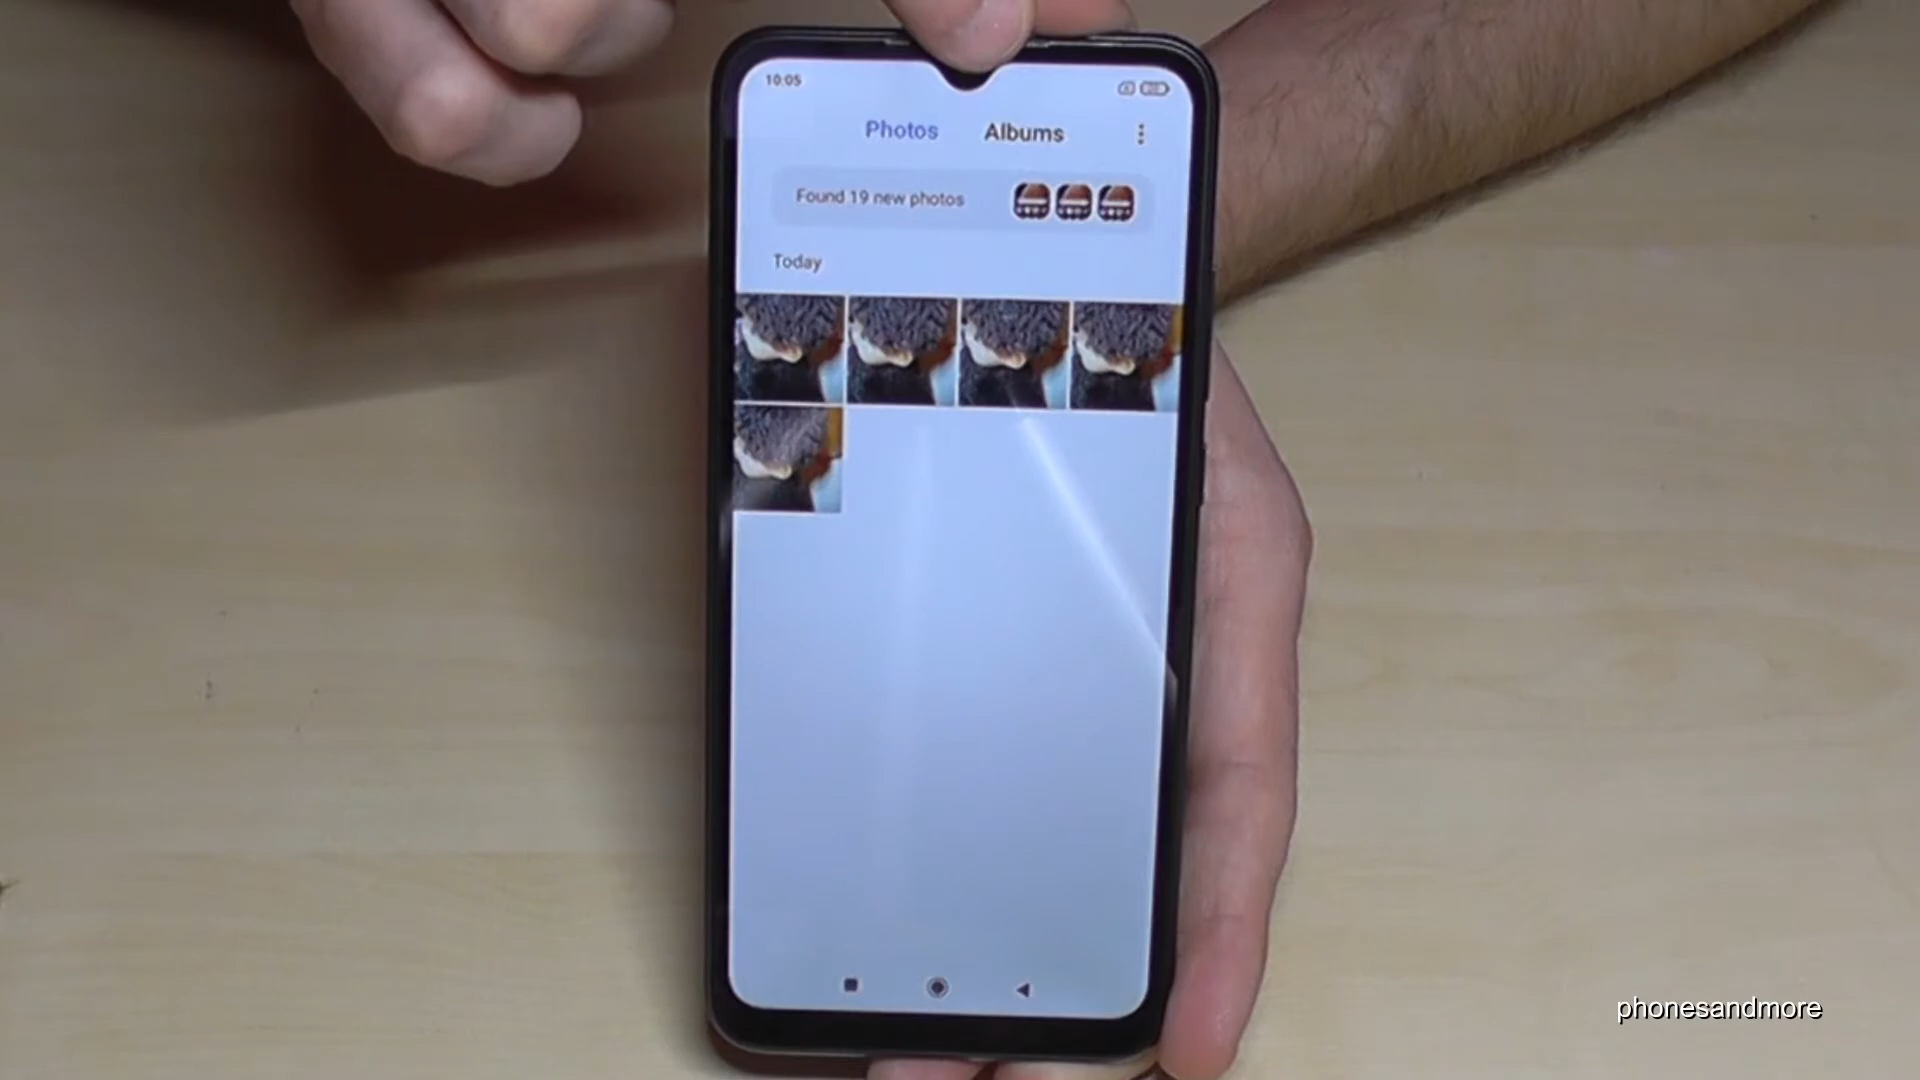 10:05
Photos Albums
Found 19 new photos
Today
phonesandmore